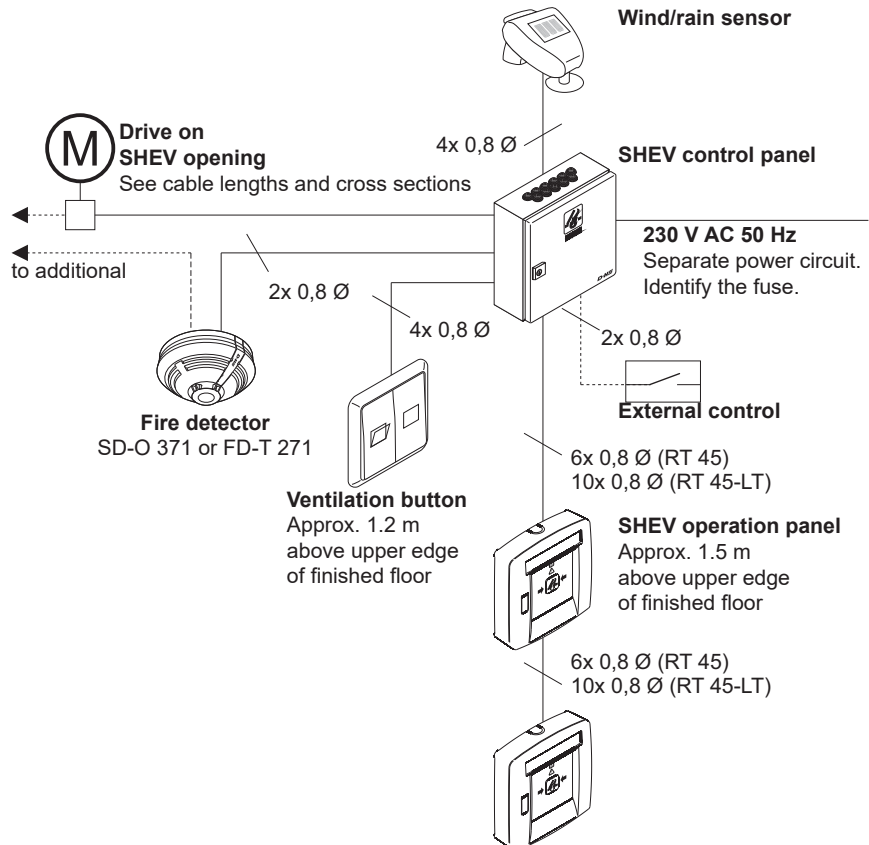 Wind/rain sensor
4x 0,8 Ø
M
Drive on
SHEV opening
See cable lengths and cross sections
SHEV control panel
230 V AC 50 Hz
Separate power circuit.
Identify the fuse.
to additional
2x 0,8 Ø
4x 0,8 Ø
2x 0,8 Ø
External control
Fire detector
SD-O 371 or FD-T 271
Ventilation button
Approx. 1.2 m
above upper edge
of finished floor
6x 0,8 Ø (RT 45)
10x 0,8 Ø (RT 45-LT)
SHEV operation panel
Approx. 1.5 m
above upper edge
of finished floor
6x 0,8 Ø (RT 45)
10x 0,8 Ø (RT 45-LT)